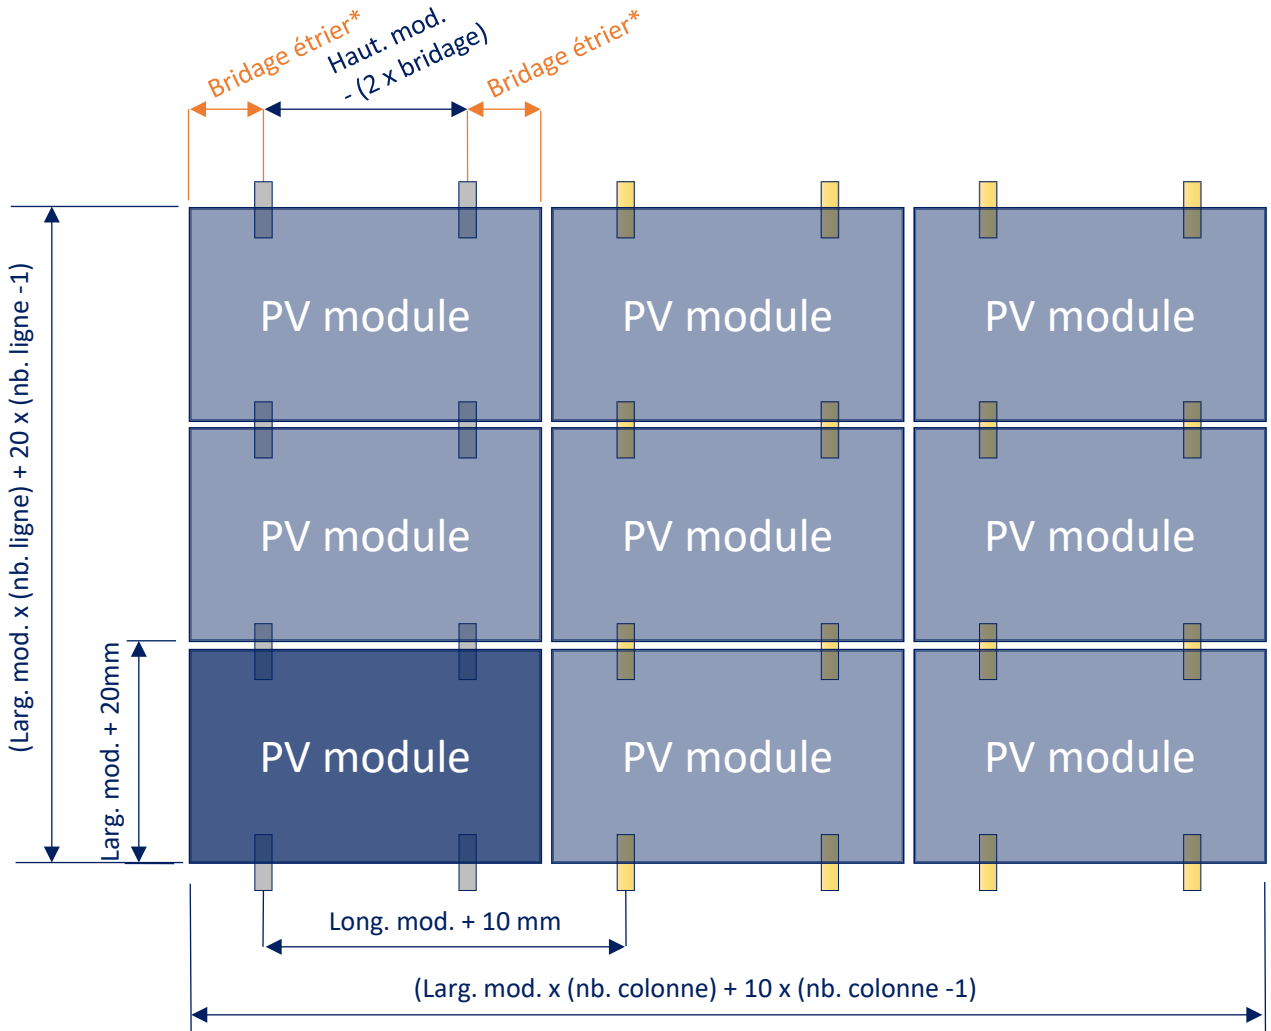 Bridage étrier*
Haut. mod.
- (2 x bridage)
Bridage étrier*
(Larg. mod. x (nb. ligne) + 20 x (nb. ligne -1)
PV module
PV module
PV module
PV module
PV module
PV module
Larg. mod. + 20mm
PV module
PV module
PV module
Long. mod. + 10 mm
(Larg. mod. x (nb. colonne) + 10 x (nb. colonne -1)